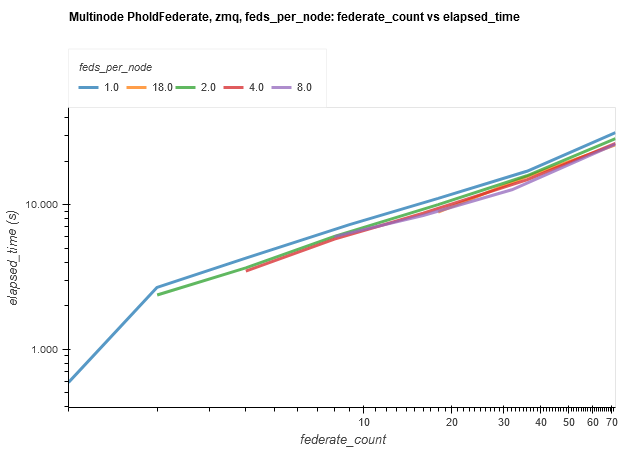 Multinode PholdFederate, zmq, feds_per_node: federate_count vs elapsed_time
feds_per_node
1.0 18.0 2.0 4.0 8.0
10.000
elapsed_time (s)
1.000
10 20 30 40 50 60 70
federate_count